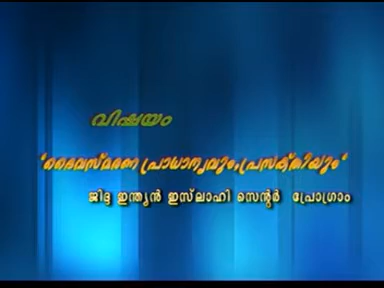 വിഷയം
‘ദൈവസ്മരണ പ്രാധാന്യവും,പ്രസക്തിയും‘
ജിദ്ദ ഇന്ത്യൻ ഇസ്‌ലാഹി സെന്റർ പ്രോഗ്രാം